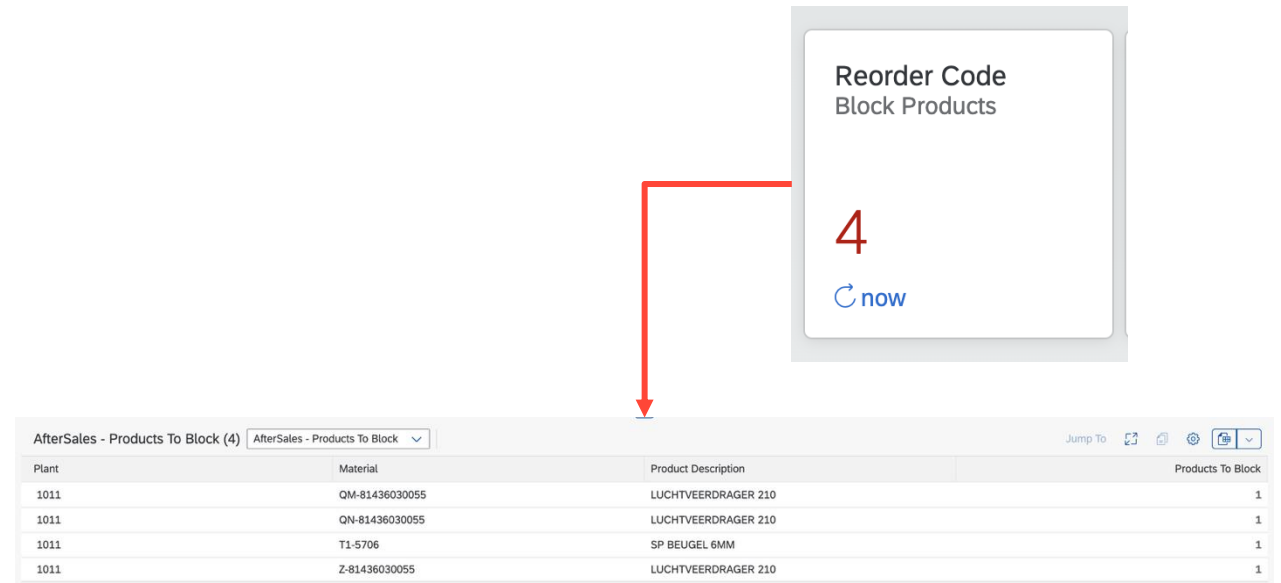 Reorder Code
Block Products
4
now
AfterSales - Products To Block (4) AfterSales - Products To Block Jump To
Plant Material Product Description Products To Block
1011 QM-81436030055 LUCHTVEERDRAGER 210 1
1011 QN-81436030055 LUCHTVEERDRAGER 210 1
1011 T1-5706 SP BEUGEL 6MM 1
1011 Z-81436030055 LUCHTVEERDRAGER 210 1